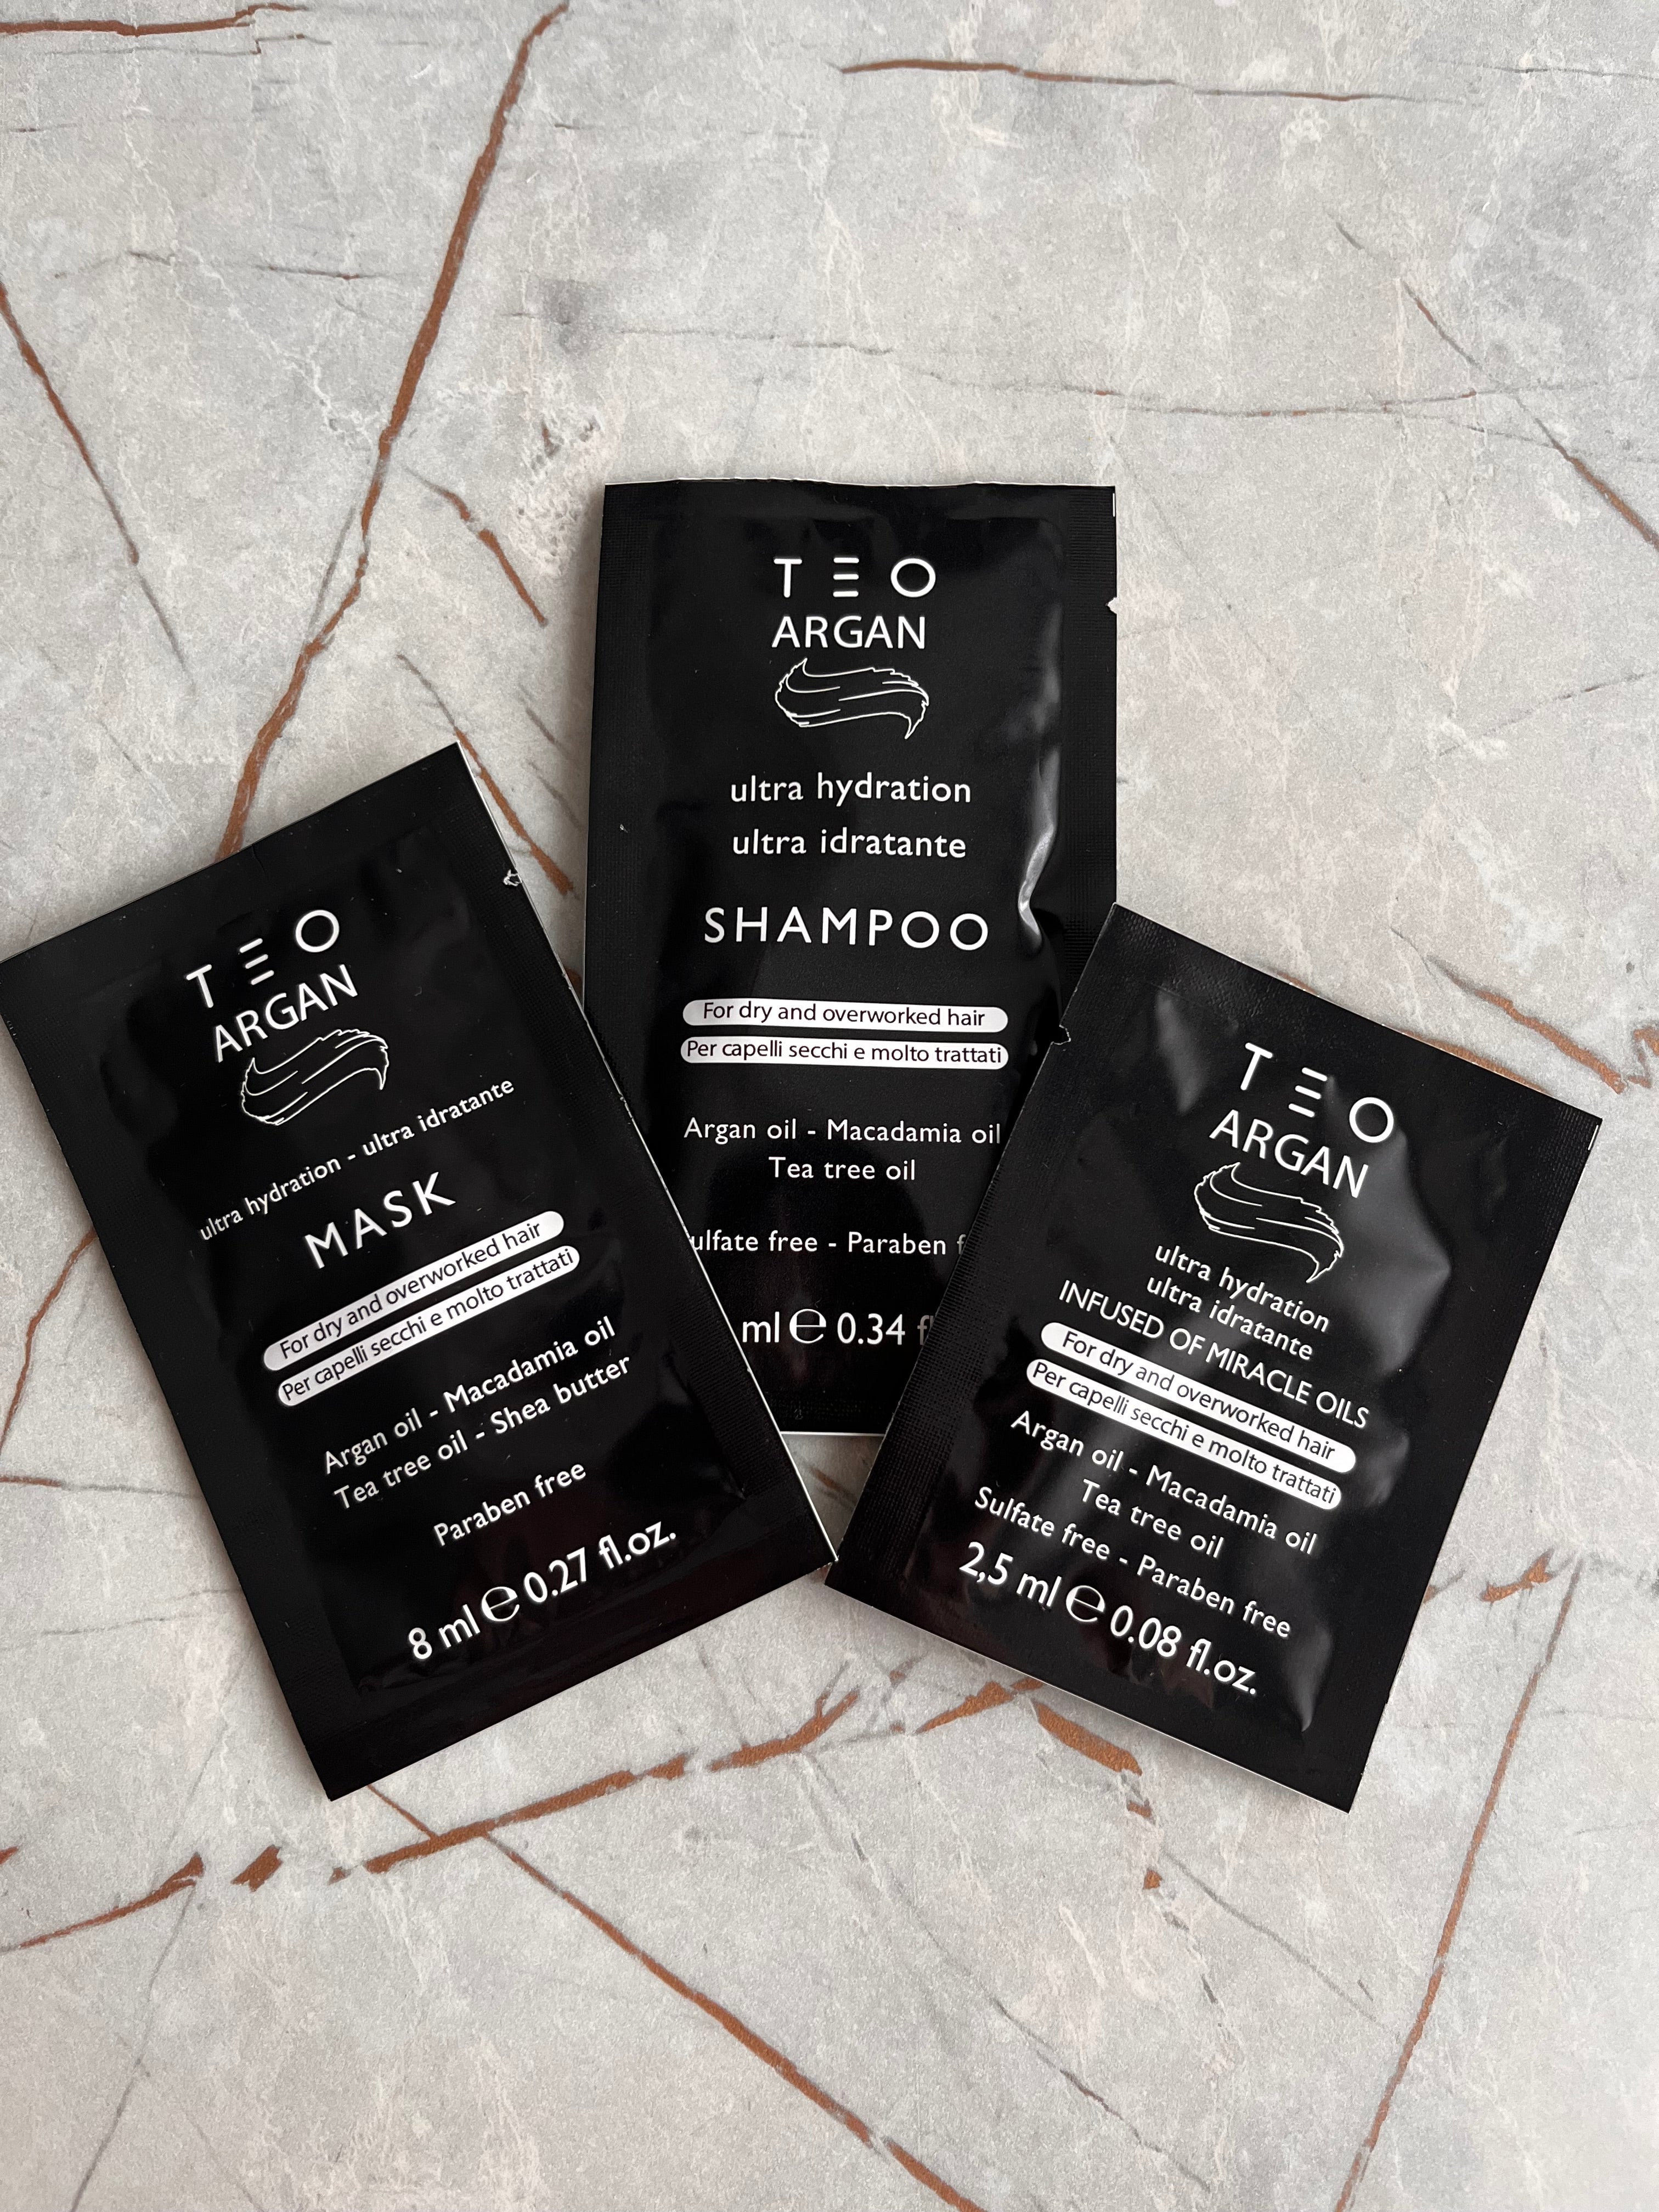 TEO
ARGAN
ultra hydration - ultra idratante
MASK
For dry and overworked hair
Per capelli secchi e molto trattati
Argan oil - Macadamia oil
Tea tree oil - Shea butter
Paraben free
8 ml e 0.27 fl.oz.
TEO
ARGAN
ultra hydration
ultra idratante
SHAMPOO
For dry and overworked hair
Per capelli secchi e molto trattati
Argan oil - Macadamia oil
Tea tree oil
ulfate free - Paraben f
ml e 0.34 f
TEO
ARGAN
ultra hydration
ultra idratante
INFUSED OF MIRACLE OILS
For dry and overworked hair
Per capelli secchi e molto trattati
Argan oil - Macadamia oil
Tea tree oil
Sulfate free - Paraben free
2,5 ml e 0.08 fl.oz.